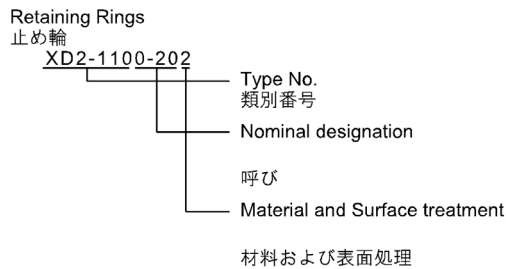 Retaining Rings
止め輪
XD2-1100-202
Type No.
類別番号
Nominal designation
呼び
Material and Surface treatment
材料および表面処理